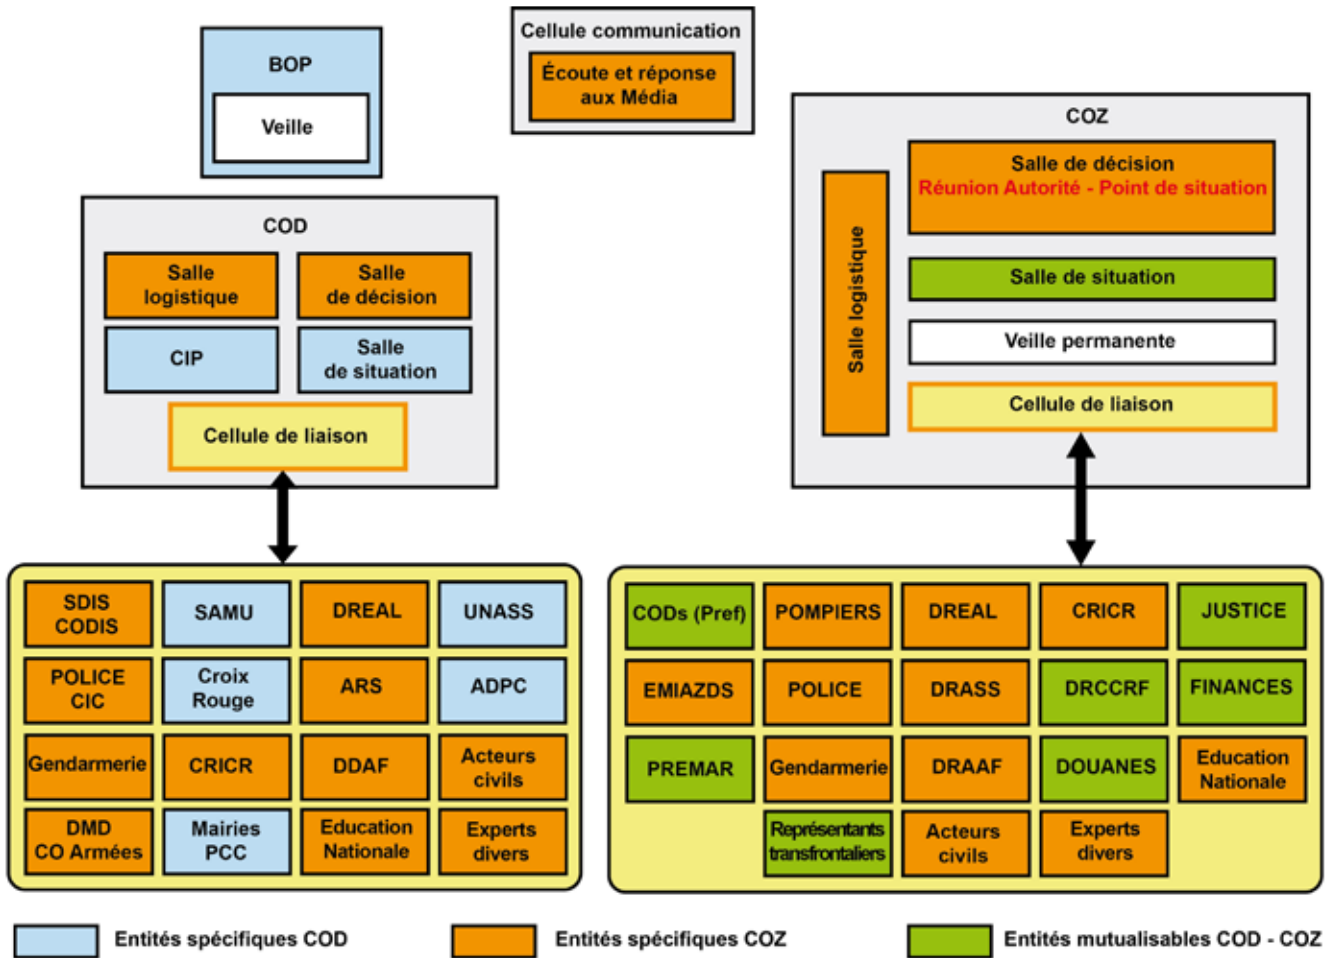 BOP
Veille
Cellule communication
Écoute et réponse
aux Média
COD
Salle
logistique
Salle
de décision
CIP
Salle
de situation
Cellule de liaison
COZ
Salle logistique
Salle de décision
Réunion Autorité - Point de situation
Salle de situation
Veille permanente
Cellule de liaison
SDIS
CODIS
SAMU
DREAL
UNASS
POLICE
CIC
Croix
Rouge
ARS
ADPC
Gendarmerie
CRICR
DDAF
Acteurs
civils
DMD
CO Armées
Mairies
PCC
Education
Nationale
Experts
divers
CODs (Pref)
POMPIERS
DREAL
CRICR
JUSTICE
EMIAZDS
POLICE
DRASS
DRCCRF
FINANCES
PREMAR
Gendarmerie
DRAAF
DOUANES
Education
Nationale
Représentants
transfrontaliers
Acteurs
civils
Experts
divers
Entités spécifiques COD
Entités spécifiques COZ
Entités mutualisables COD - COZ